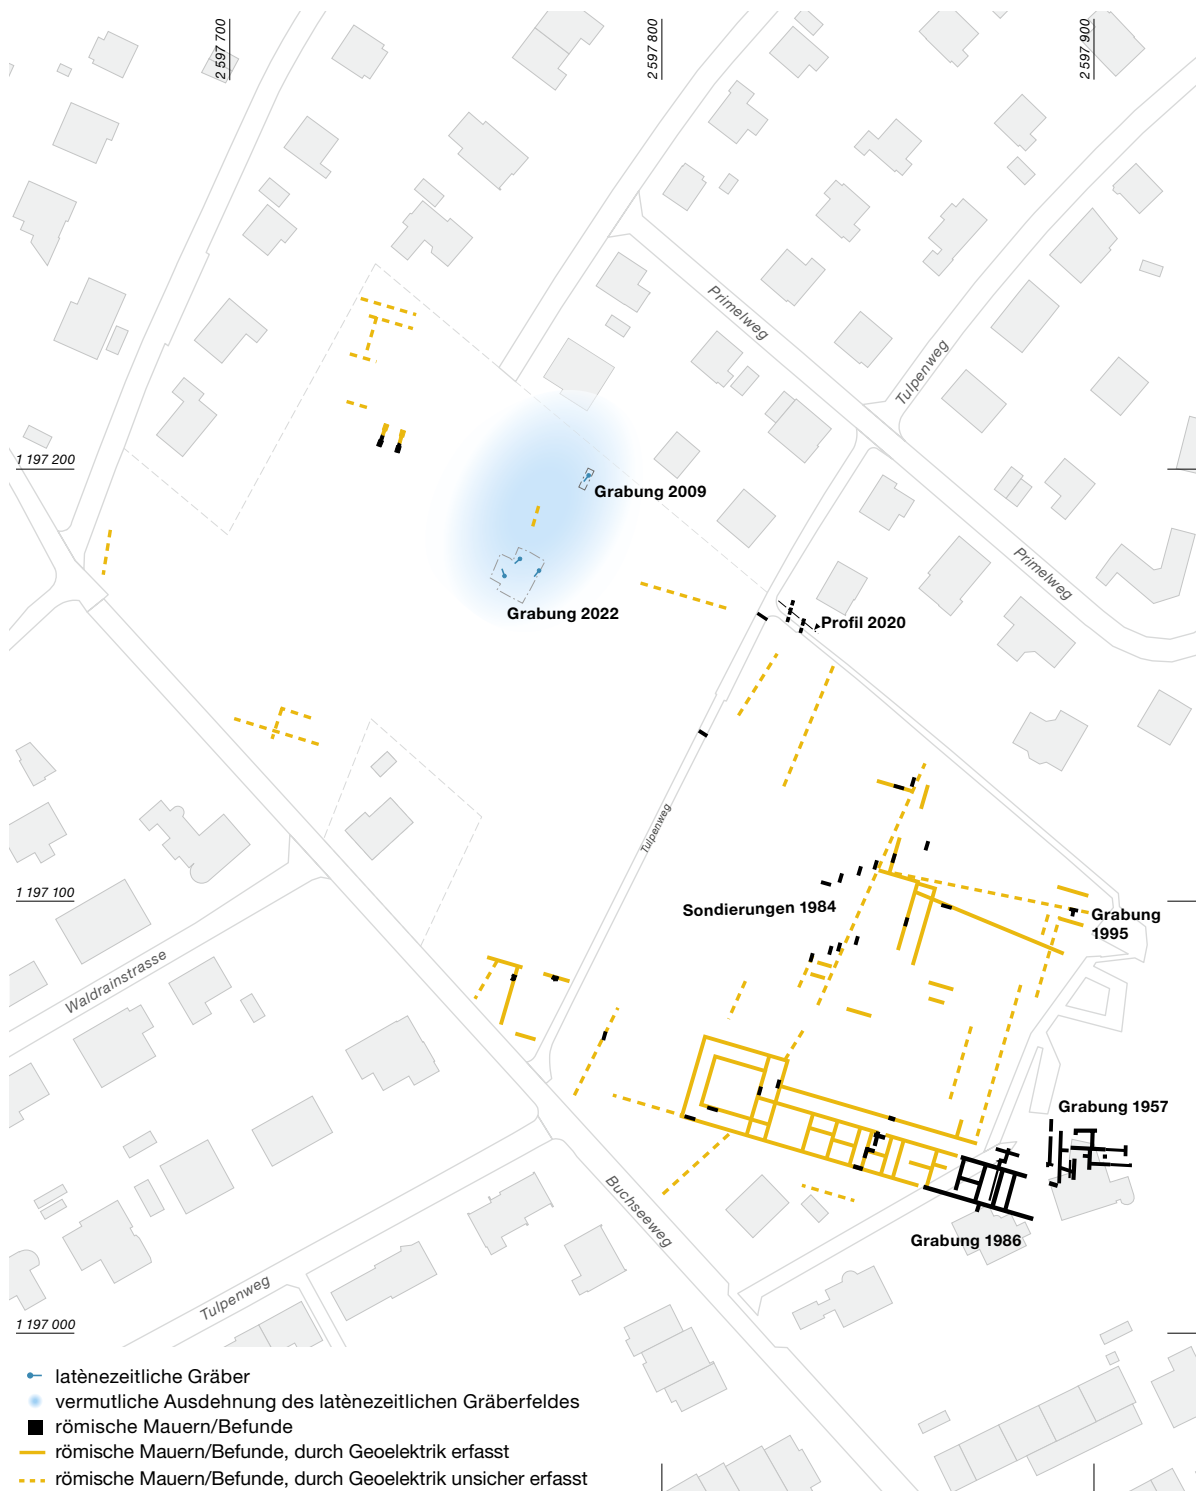 2 597 700
2 597 800
2 597 900
Primelweg
Tulpenweg
1 197 200
Grabung 2009
Primelweg
Grabung 2022
Profil 2020
Tulpenweg
1 197 100
Sondierungen 1984
Grabung
1995
Waldrainstrasse
Grabung 1957
Buchseeweg
Grabung 1986
Tulpenweg
1 197 000
latènezeitliche Gräber
vermutliche Ausdehnung des latènezeitlichen Gräberfeldes
römische Mauern/Befunde
römische Mauern/Befunde, durch Geoelektrik erfasst
römische Mauern/Befunde, durch Geoelektrik unsicher erfasst